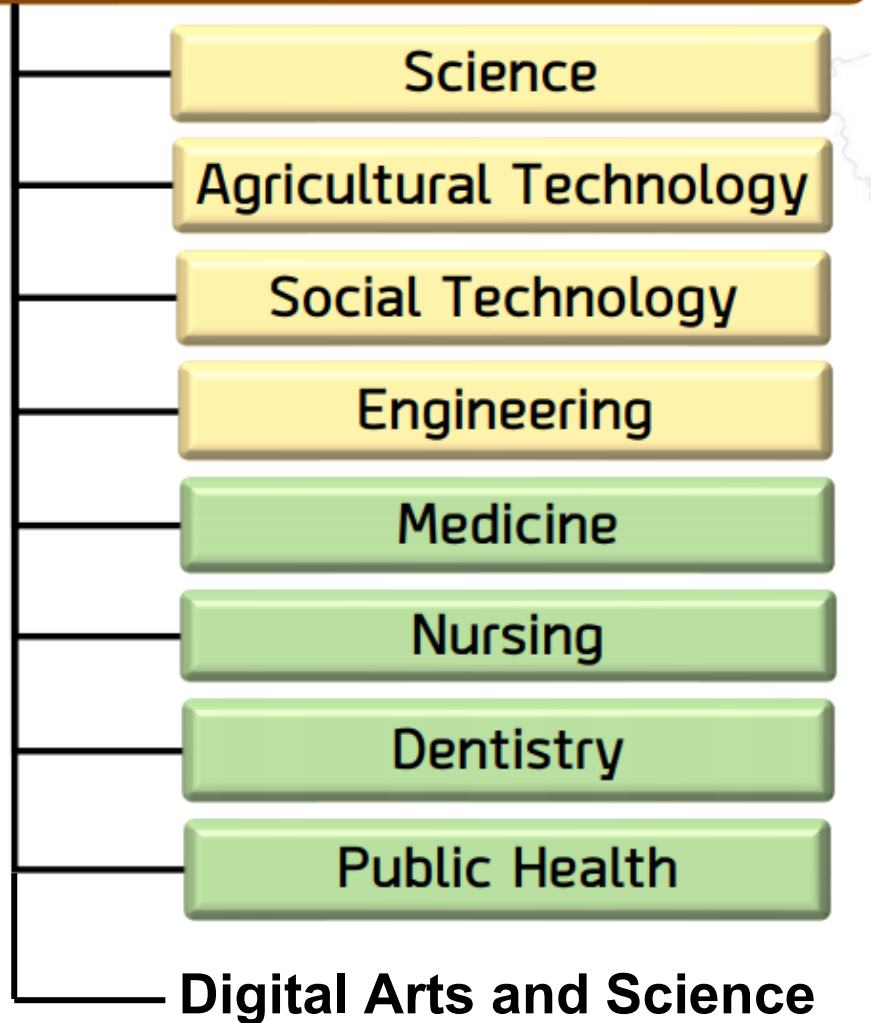 Science
Agricultural Technology
Social Technology
Engineering
Medicine
Nursing
Dentistry
Public Health
Digital Arts and Science